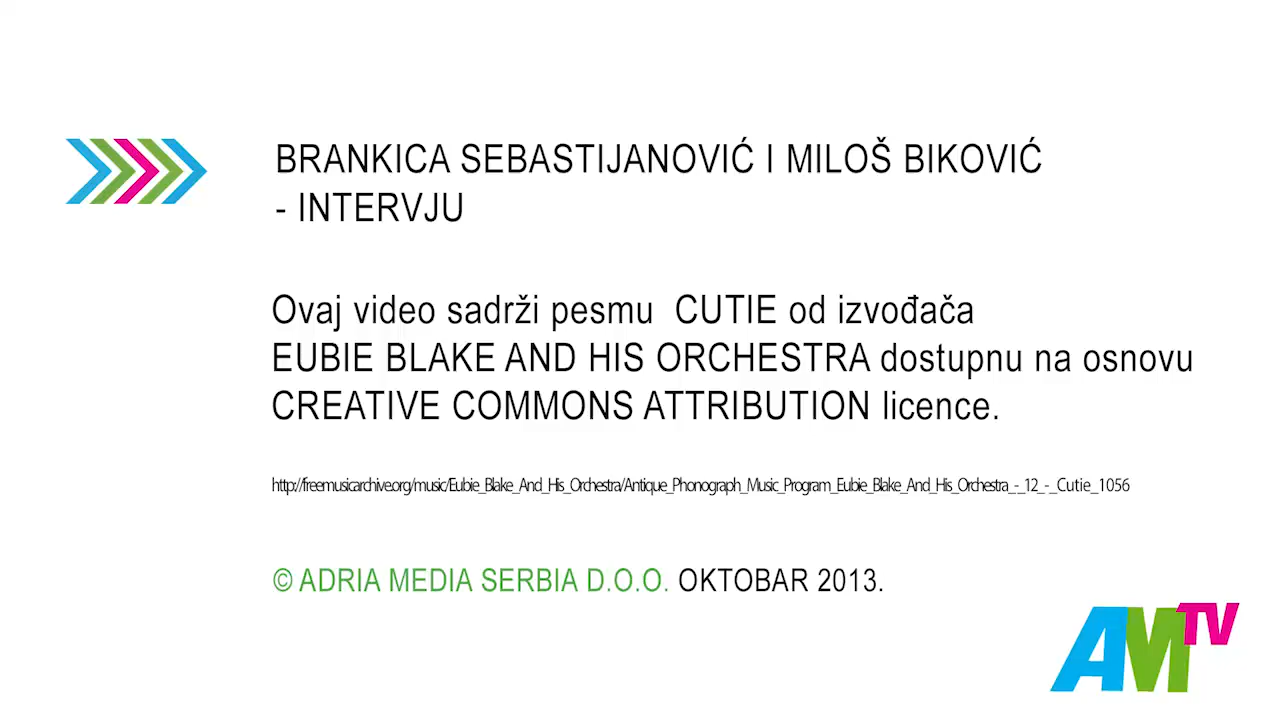 BRANKICA SEBASTIJANOVIĆ I MILOŠ BIKOVIĆ
- INTERVJU
Ovaj video sadrži pesmu CUTIE od izvođača
EUBIE BLAKE AND HIS ORCHESTRA dostupnu na osnovu
CREATIVE COMMONS ATTRIBUTION licence.
http://freemusicarchive.org/music/Eubie_Blake_And_His_Orchestra/Antique_Phonograph_Music_Program_Eubie_Blake_And_His_Orchestra_-_12_-_Cutie_1056
© ADRIA MEDIA SERBIA D.O.O. OKTOBAR 2013.
AMTV